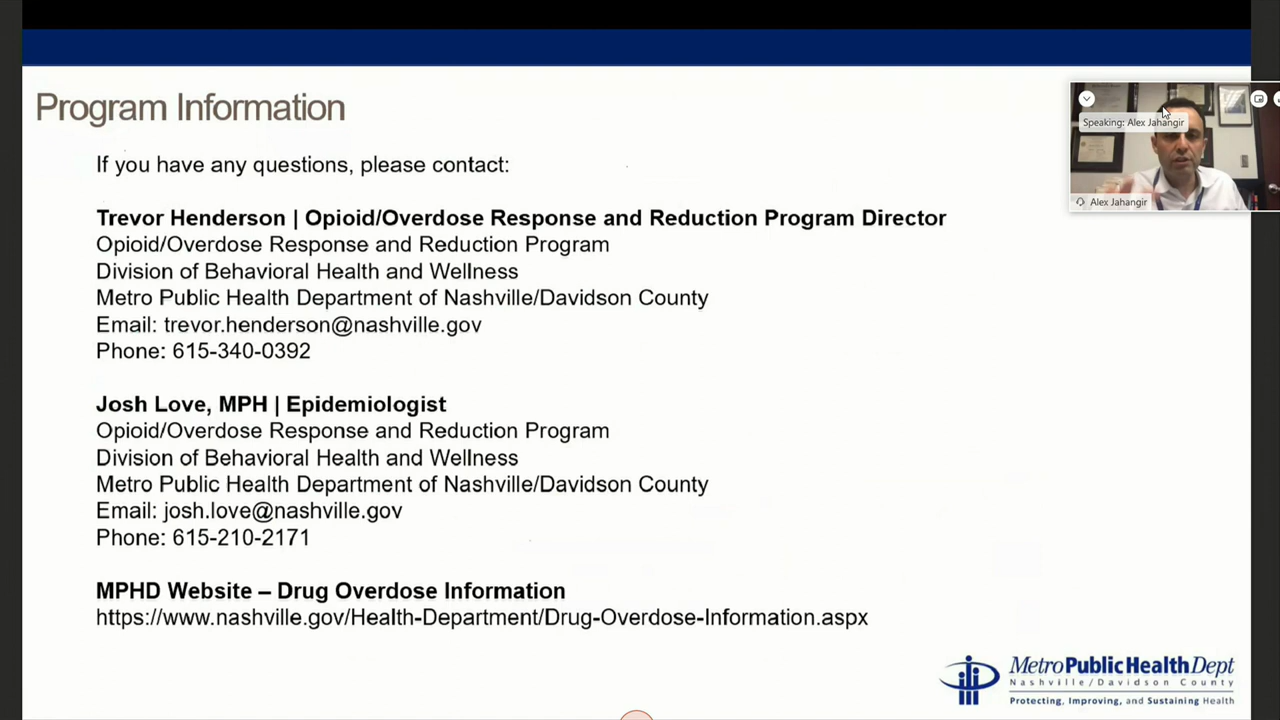 Program Information
Speaking: Alex Jahangir
Alex Jahangir
If you have any questions, please contact:
Trevor Henderson | Opioid/Overdose Response and Reduction Program Director
Opioid/Overdose Response and Reduction Program
Division of Behavioral Health and Wellness
Metro Public Health Department of Nashville/Davidson County
Email: trevor.henderson@nashville.gov
Phone: 615-340-0392
Josh Love, MPH | Epidemiologist
Opioid/Overdose Response and Reduction Program
Division of Behavioral Health and Wellness
Metro Public Health Department of Nashville/Davidson County
Email: josh.love@nashville.gov
Phone: 615-210-2171
MPHD Website – Drug Overdose Information
https://www.nashville.gov/Health-Department/Drug-Overdose-Information.aspx
Metro Public Health Dept
Nashville/Davidson County
Protecting, Improving, and Sustaining Health